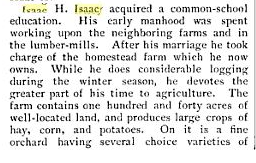 Isaac H. Isaacs acquired a common-school
education. His early manhood was spent
working upon the neighboring farms and in
the lumber-mills. After his marriage he took
charge of the homestead farm which he now
owns. While he does considerable logging
during the winter season, he devotes the
greater part of his time to agriculture. The
farm contains one hundred and forty acres of
well-located land, and produces large crops of
hay, corn, and potatoes. On it is a fine
orchard having several choice varieties of